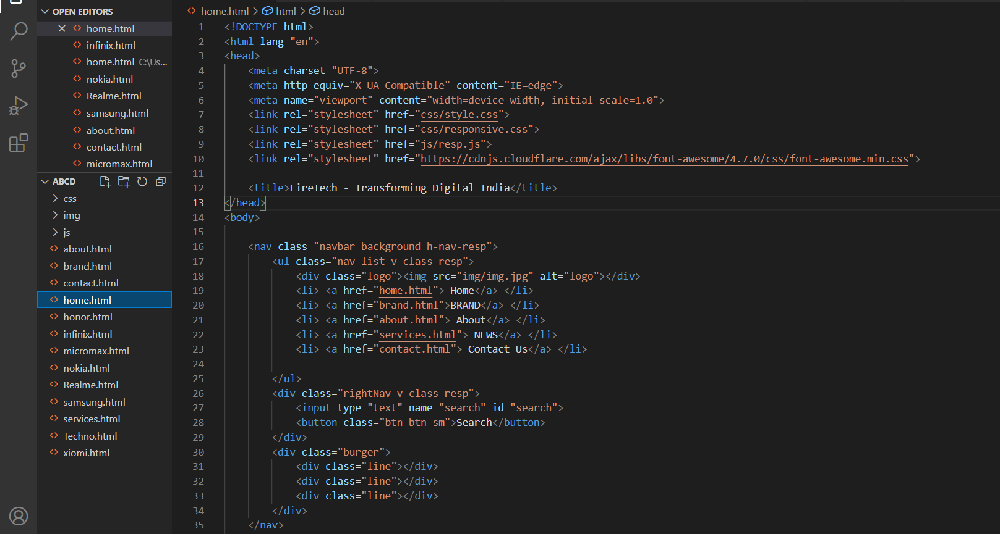 OPEN EDITORS
home.html
infinix.html
home.html C:\Us...
nokia.html
Realme.html
samsung.html
about.html
contact.html
micromax.html
ABCD
css
img
js
about.html
brand.html
contact.html
home.html
honor.html
infinix.html
micromax.html
nokia.html
Realme.html
samsung.html
services.html
Techno.html
xiomi.html
home.html > html > head
1 <!DOCTYPE html>
2 <html lang="en">
3 <head>
4     <meta charset="UTF-8">
5     <meta http-equiv="X-UA-Compatible" content="IE=edge">
6     <meta name="viewport" content="width=device-width, initial-scale=1.0">
7     <link rel="stylesheet" href="css/style.css">
8     <link rel="stylesheet" href="css/responsive.css">
9     <link rel="stylesheet" href="js/resp.js">
10     <link rel="stylesheet" href="https://cdnjs.cloudflare.com/ajax/libs/font-awesome/4.7.0/css/font-awesome.min.css">
11
12     <title>FireTech - Transforming Digital India</title>
13 </head>
14 <body>
15
16     <nav class="navbar background h-nav-resp">
17         <ul class="nav-list v-class-resp">
18             <div class="logo"><img src="img/img.jpg" alt="logo"></div>
19             <li> <a href="home.html"> Home</a> </li>
20             <li> <a href="brand.html">BRAND</a> </li>
21             <li> <a href="about.html"> About</a> </li>
22             <li> <a href="services.html"> NEWS</a> </li>
23             <li> <a href="contact.html"> Contact Us</a> </li>
24
25         </ul>
26         <div class="rightNav v-class-resp">
27             <input type="text" name="search" id="search">
28             <button class="btn btn-sm">Search</button>
29         </div>
30         <div class="burger">
31             <div class="line"></div>
32             <div class="line"></div>
33             <div class="line"></div>
34         </div>
35     </nav>